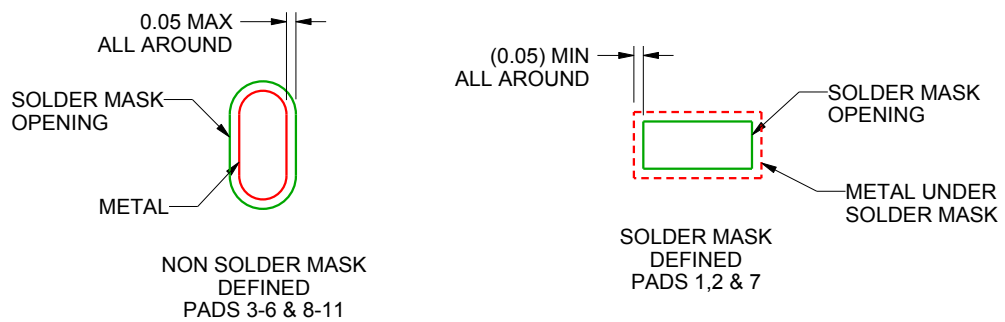 0.05 MAX
ALL AROUND
SOLDER MASK
OPENING
METAL
NON SOLDER MASK
DEFINED
PADS 3-6 & 8-11
(0.05) MIN
ALL AROUND
SOLDER MASK
OPENING
METAL UNDER
SOLDER MASK
SOLDER MASK
DEFINED
PADS 1,2 & 7